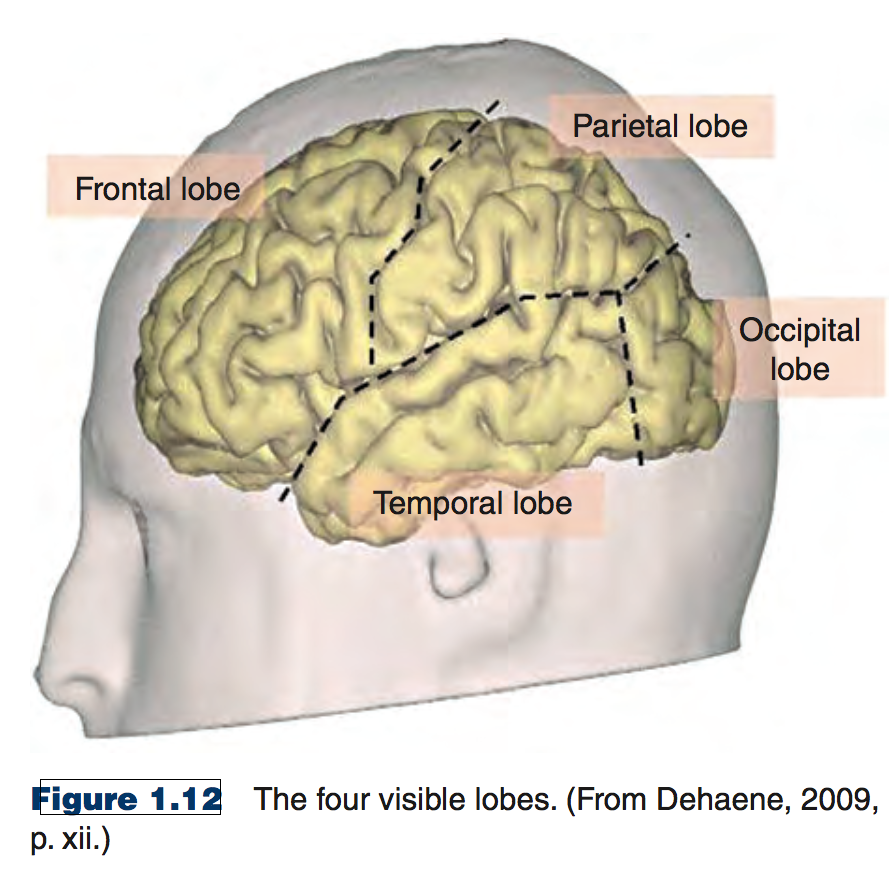 Parietal lobe
Frontal lobe
Occipital
lobe
Temporal lobe
Figure 1.12 The four visible lobes. (From Dehaene, 2009,
p. xii.)